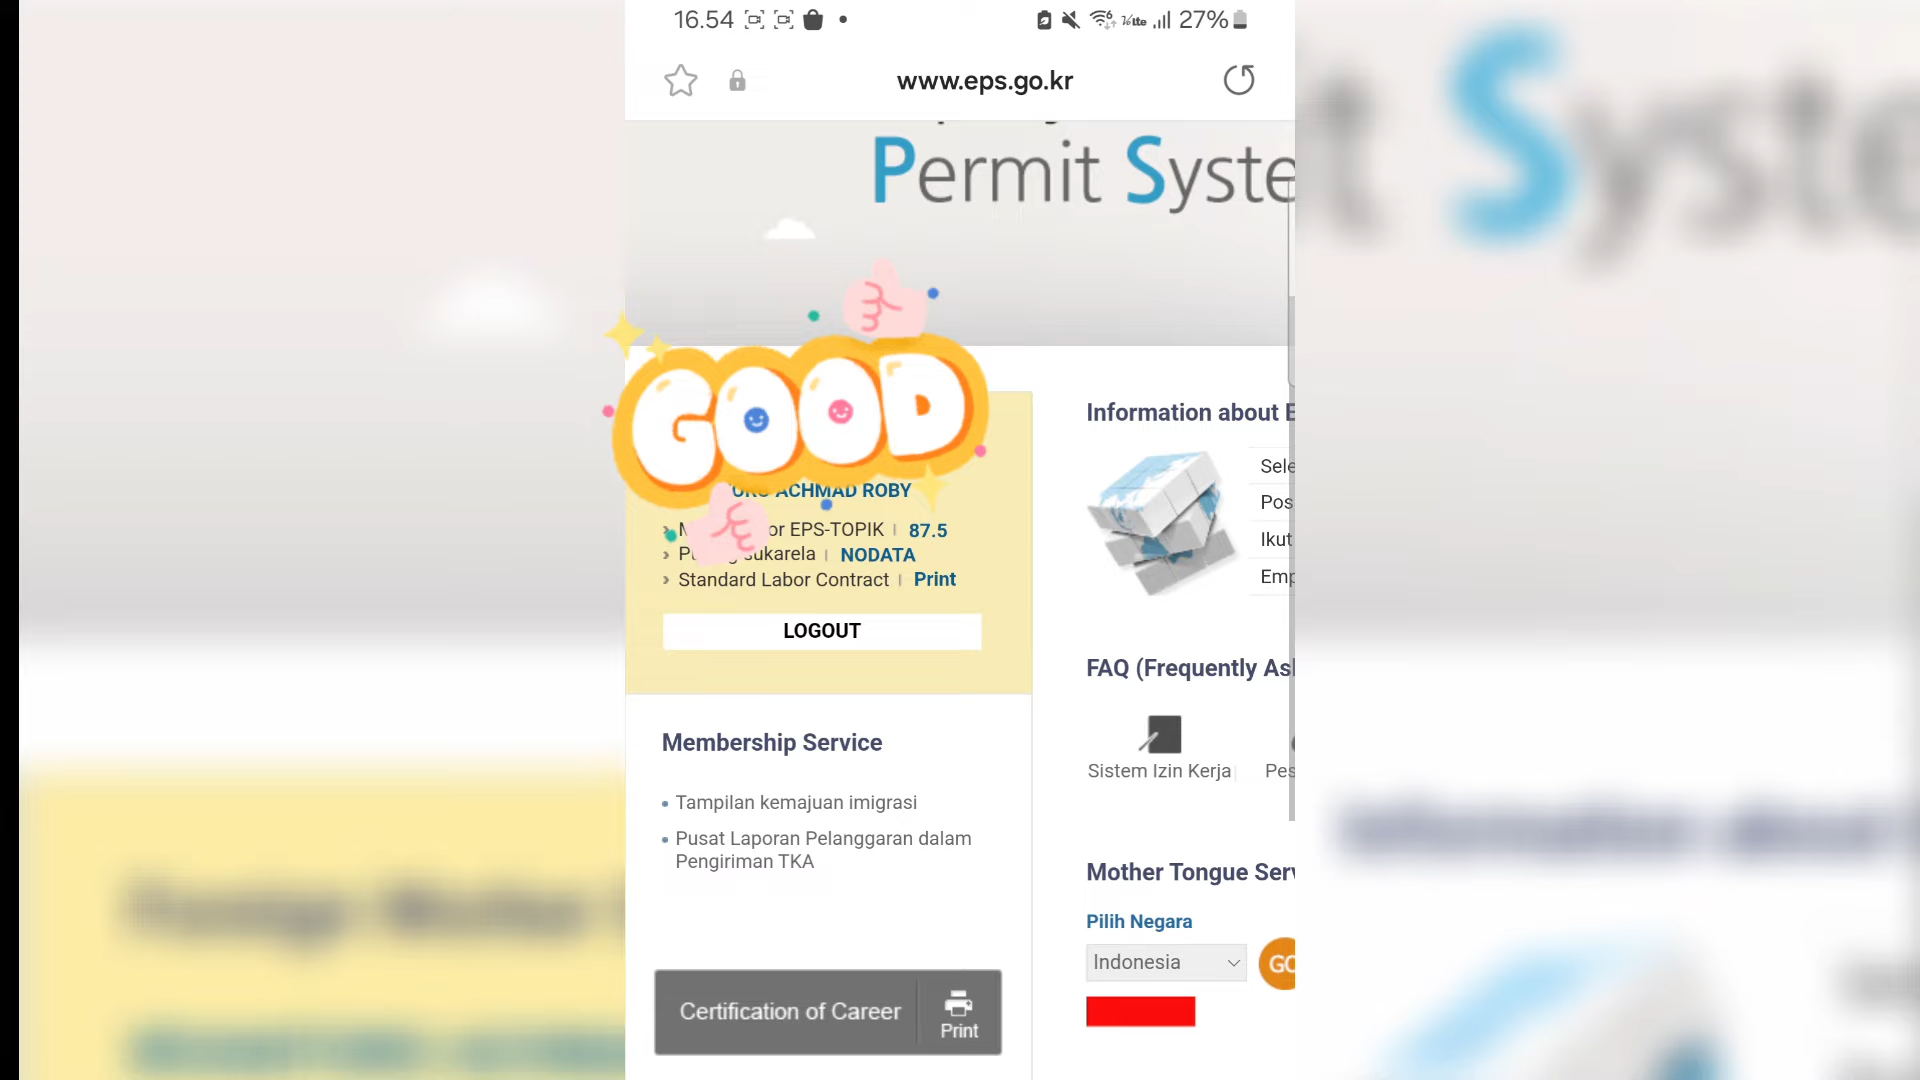 16.54
27%
www.eps.go.kr
Permit Syste
GOOD
ACHMAD ROBY
EPS-TOPIK | 87.5
sukarela | NODATA
Standard Labor Contract | Print
LOGOUT
Membership Service
Tampilan kemajuan imigrasi
Pusat Laporan Pelanggaran dalam
Pengiriman TKA
Certification of Career
Print
Information about E
Sele
Pos
Ikut
Emp
FAQ (Frequently As
Sistem Izin Kerja
Pes
Mother Tongue Serv
Pilih Negara
Indonesia
GO